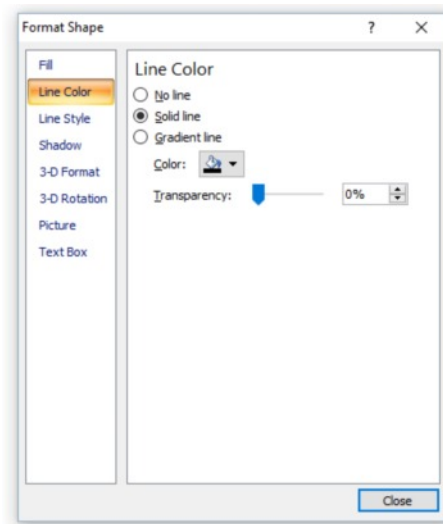 Format Shape ?
Fill
Line Color
Line Style
Shadow
3-D Format
3-D Rotation
Picture
Text Box
Line Color
No line
Solid line
Gradient line
Color:
Transparency: 0%
Close